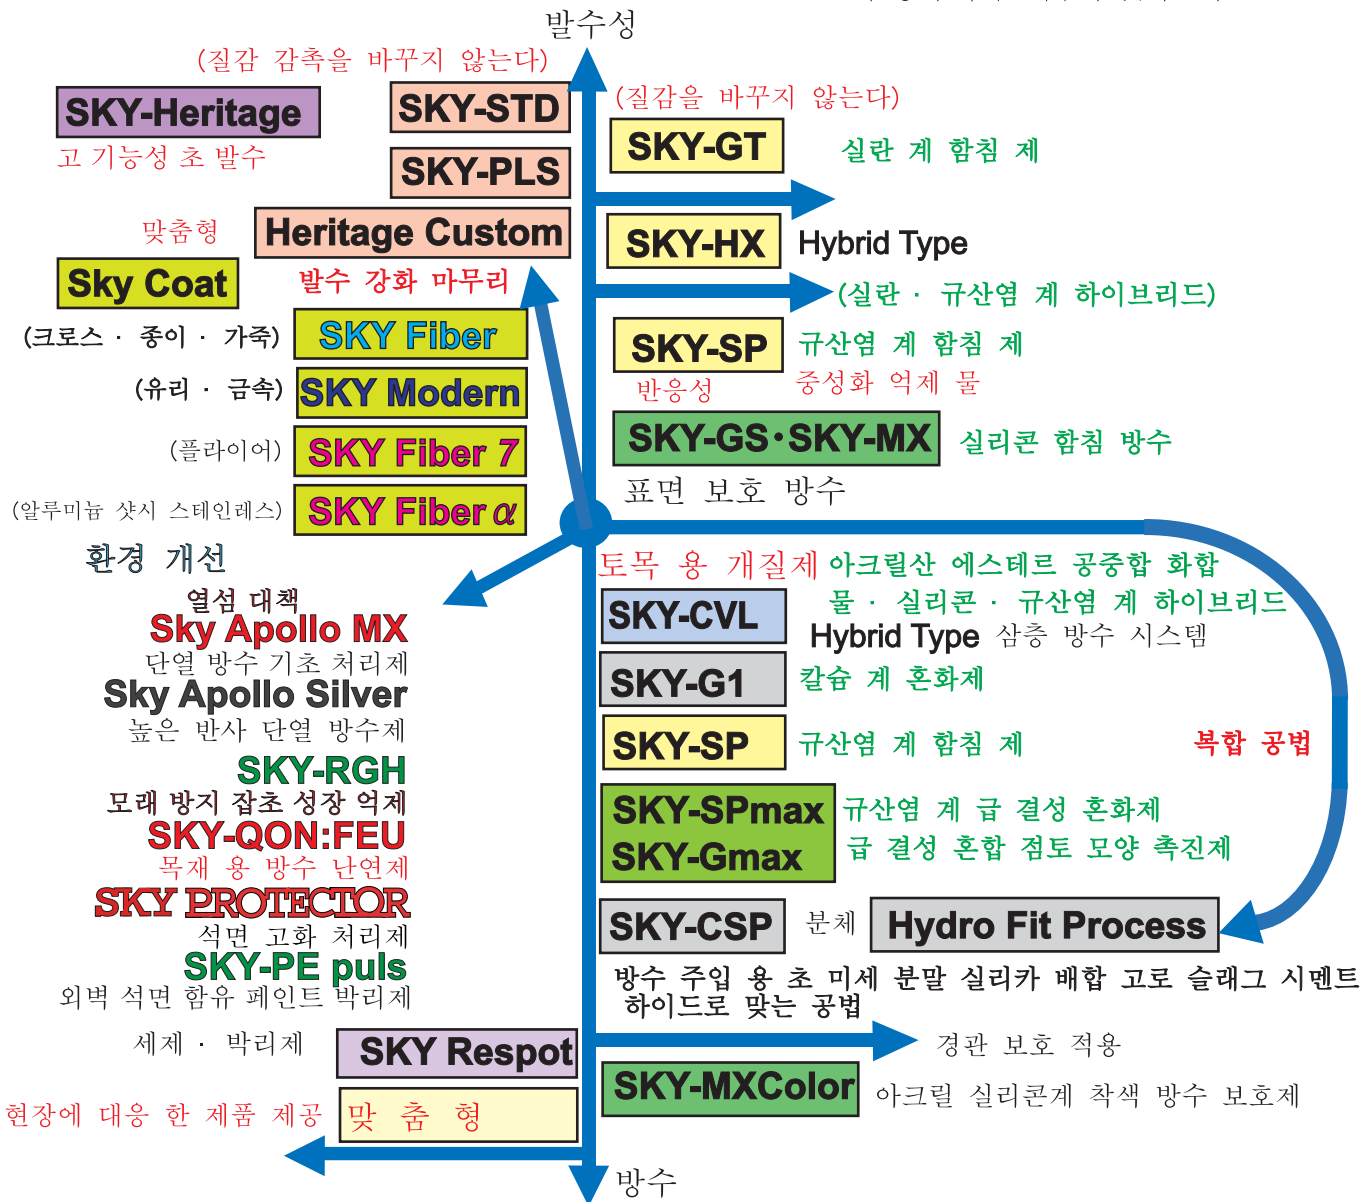 발수성
(질감 감촉을 바꾸지 않는다)
SKY-Heritage
고 기능성 초 발수
SKY-STD
SKY-PLS
맞춤형
Heritage Custom
Sky Coat
발수 강화 마무리
(크로스 · 종이 · 가죽)
SKY Fiber
(유리 · 금속)
SKY Modern
(플라이어)
SKY Fiber 7
(알루미늄 샷시 스테인레스)
SKY Fiber α
(질감을 바꾸지 않는다)
SKY-GT
실란 계 함침 제
SKY-HX
Hybrid Type
(실란 · 규산염 계 하이브리드)
SKY-SP
규산염 계 함침 제
반응성
중성화 억제 물
SKY-GS・SKY-MX
실리콘 함침 방수
표면 보호 방수
환경 개선
열섬 대책
Sky Apollo MX
단열 방수 기초 처리제
Sky Apollo Silver
높은 반사 단열 방수제
SKY-RGH
모래 방지 잡초 성장 억제
SKY-QON:FEU
목재 용 방수 난연제
SKY PROTECTOR
석면 고화 처리제
SKY-PE puls
외벽 석면 함유 페인트 박리제
세제 · 박리제
SKY Respot
현장에 대응 한 제품 제공
맞 춤 형
토목 용 개질제
아크릴산 에스테르 공중합 화합
물 · 실리콘 · 규산염 계 하이브리드
SKY-CVL
Hybrid Type 삼층 방수 시스템
SKY-G1
칼슘 계 혼화제
SKY-SP
규산염 계 함침 제
복합 공법
SKY-SPmax
규산염 계 급 결성 혼화제
SKY-Gmax
급 결성 혼합 점토 모양 촉진제
SKY-CSP
분체
Hydro Fit Process
방수 주입 용 초 미세 분말 실리카 배합 고로 슬래그 시멘트
하이드로 맞는 공법
경관 보호 적용
SKY-MXColor
아크릴 실리콘계 착색 방수 보호제
방수